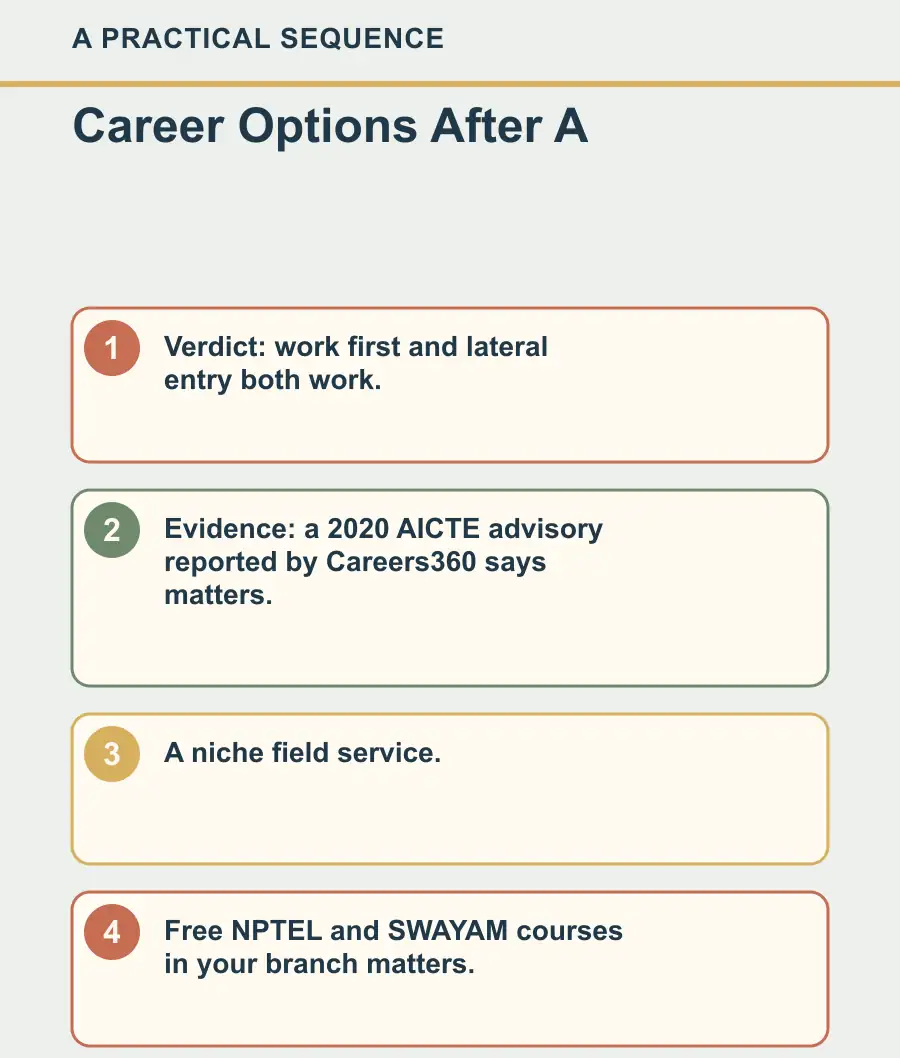 A PRACTICAL SEQUENCE
Career Options After A
1
Verdict: work first and lateral
entry both work.
2
Evidence: a 2020 AICTE advisory
reported by Careers360 says
matters.
3
A niche field service.
4
Free NPTEL and SWAYAM courses
in your branch matters.